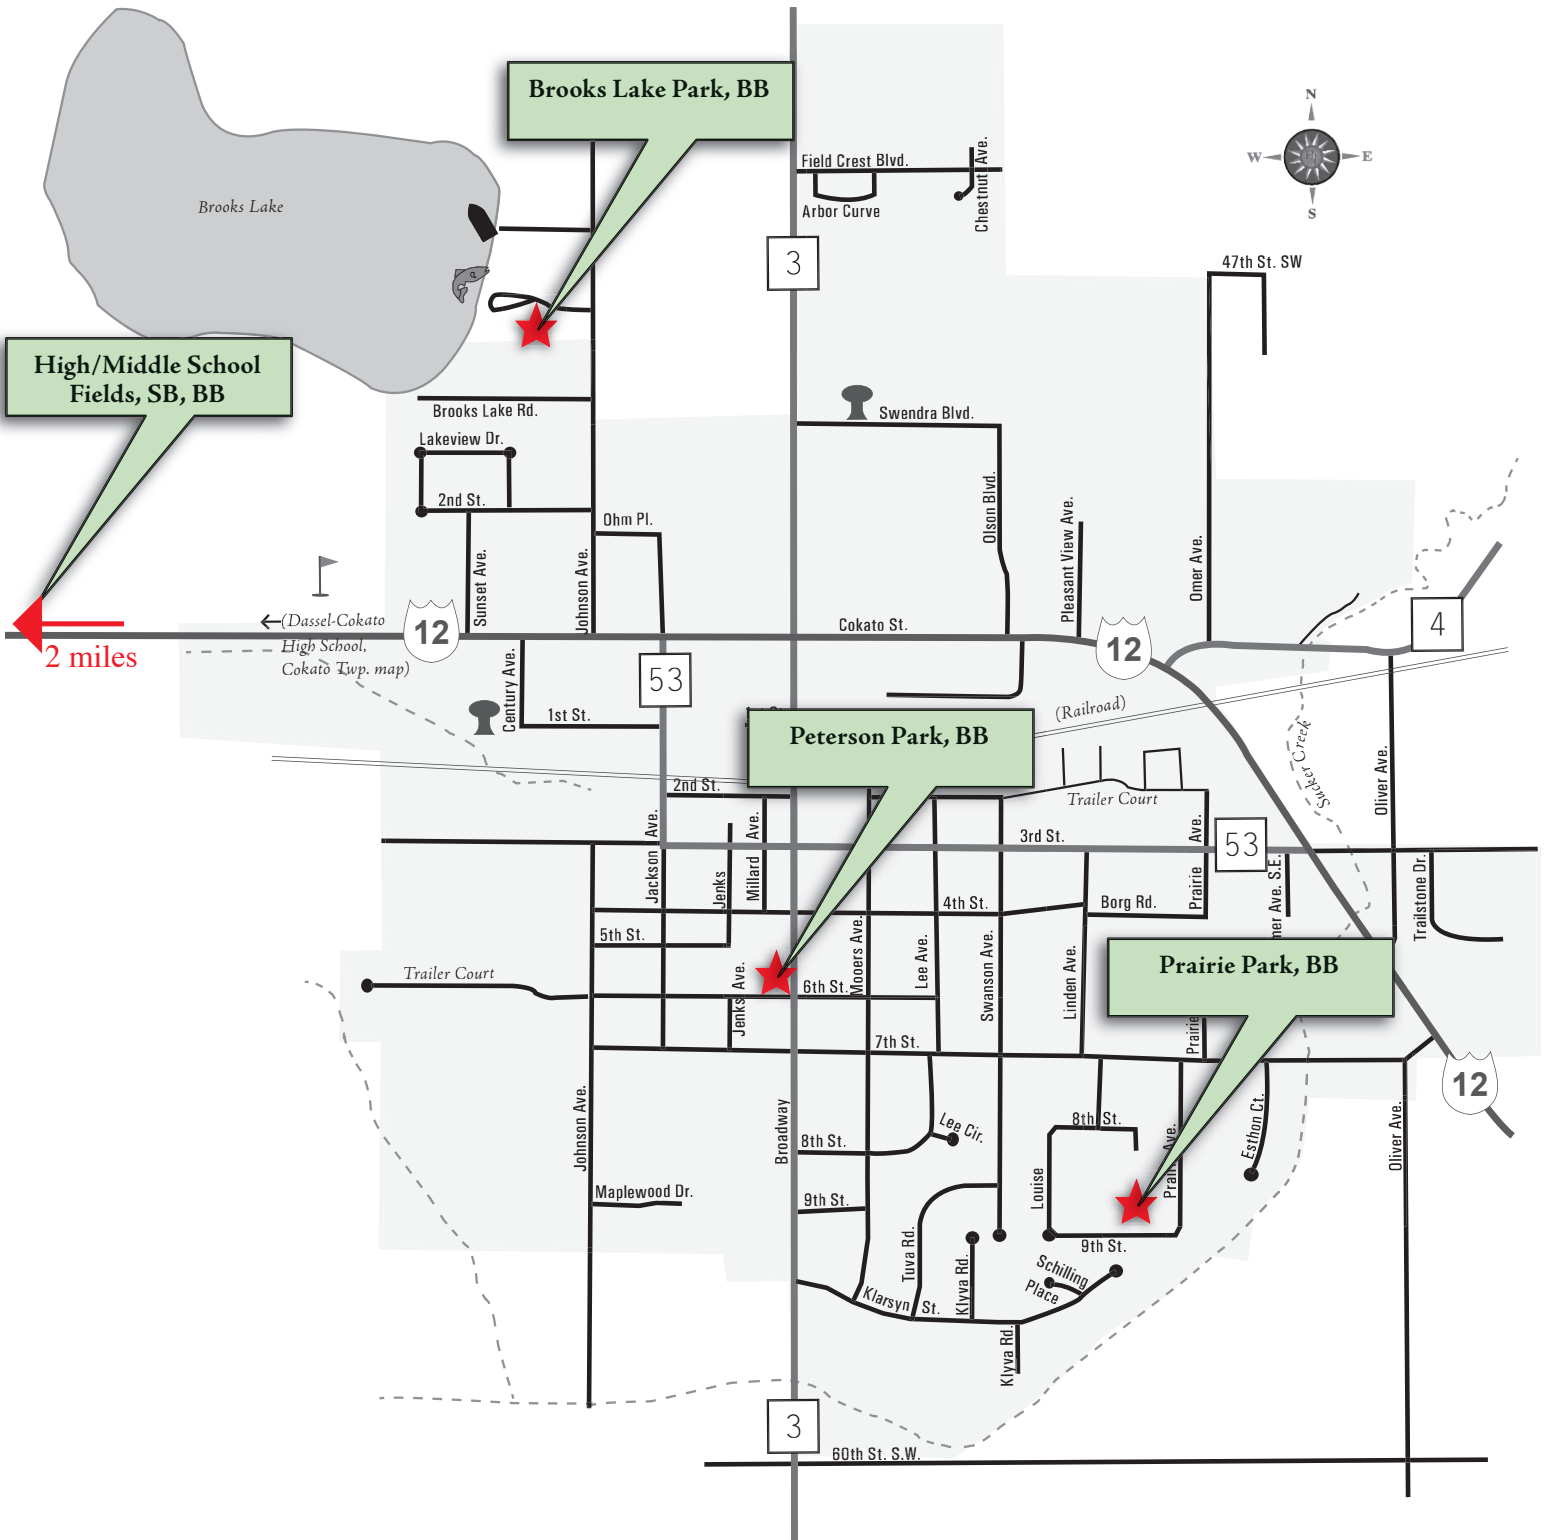 Brooks Lake Park, BB
N
W
E
S
Field Crest Blvd.
Chestnut Ave.
Arbor Curve
Brooks Lake
3
47th St. SW
High/Middle School
Fields, SB, BB
Brooks Lake Rd.
Swendra Blvd.
Lakeview Dr.
2nd St.
Ohm Pl.
Olson Blvd.
Pleasant View Ave.
Omer Ave.
Sunset Ave.
Johnson Ave.
(Dassel-Cokato
High School,
Cokato Twp. map)
12
Cokato St.
12
4
2 miles
53
Century Ave.
1st St.
(Railroad)
Peterson Park, BB
Sucker Creek
Oliver Ave.
2nd St.
Trailer Court
Jackson Ave.
Jenks
Millard Ave.
3rd St.
Prairie Ave.
53
Trailstone Dr.
4th St.
Borg Rd.
5th St.
Mooers Ave.
Lee Ave.
Swanson Ave.
Linden Ave.
Prairie Park, BB
Trailer Court
Jenks Ave.
6th St.
7th St.
Prairie
12
Johnson Ave.
Broadway
8th St.
Lee Cir.
8th St.
Esthon Ct.
Oliver Ave.
Maplewood Dr.
9th St.
Louise
9th St.
Tuva Rd.
Klyva Rd.
Schilling
Place
Klarsyn St.
Klyva Rd.
3
60th St. S.W.